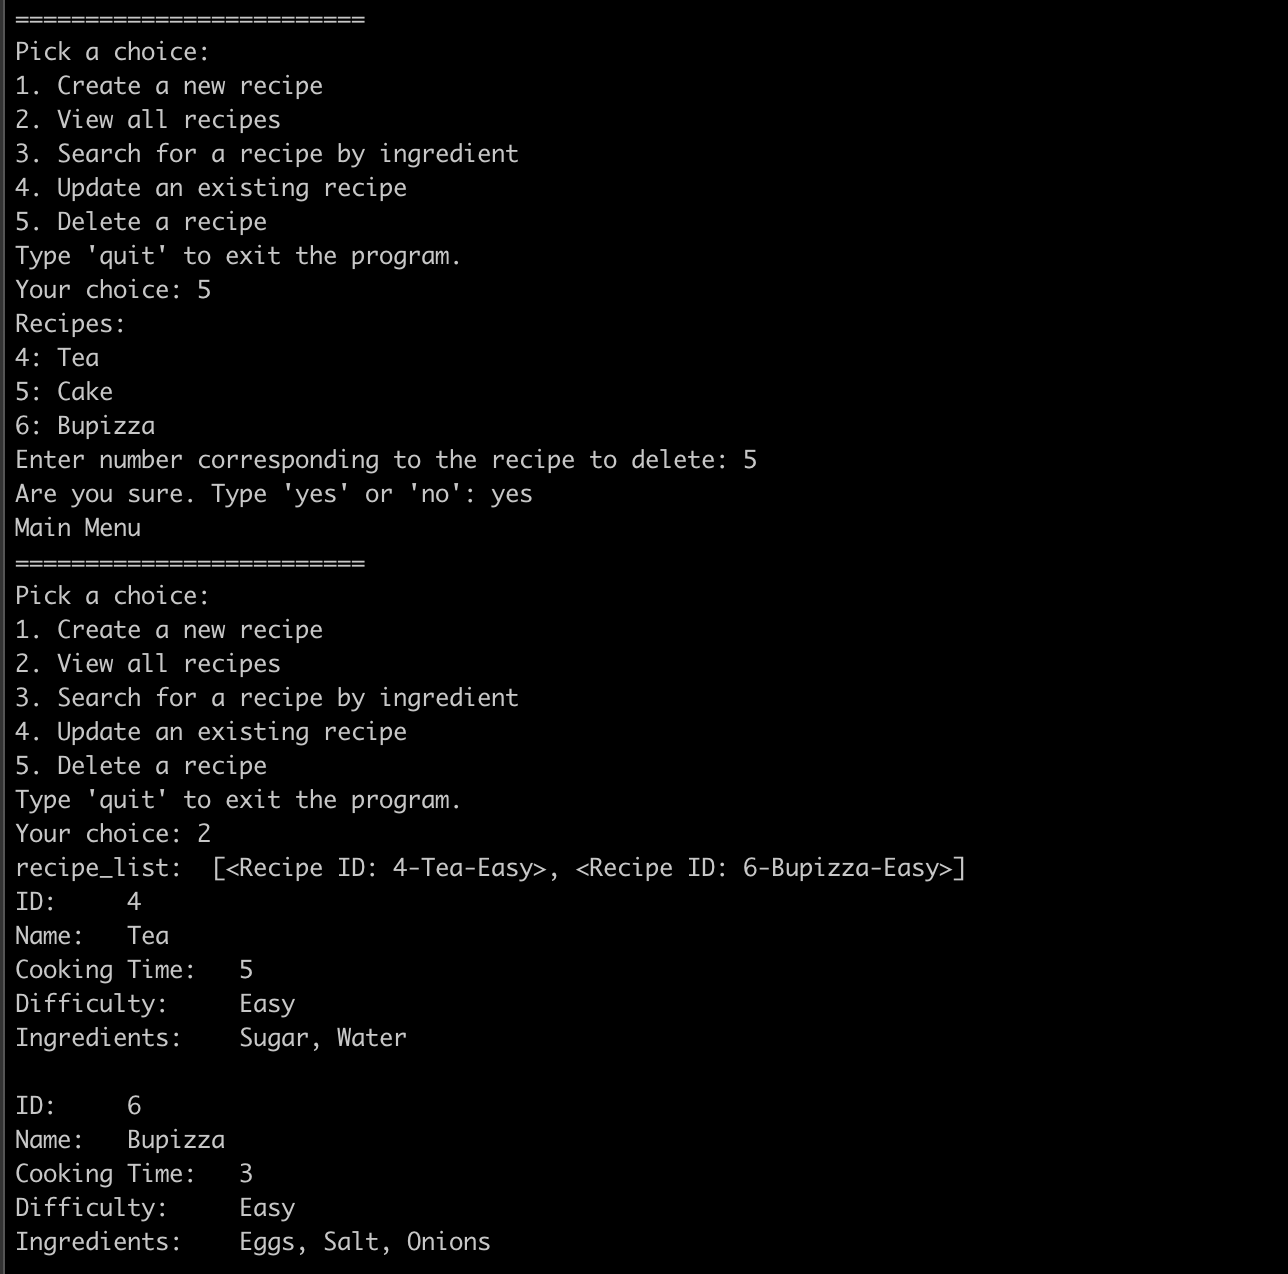 =========================
Pick a choice:
1. Create a new recipe
2. View all recipes
3. Search for a recipe by ingredient
4. Update an existing recipe
5. Delete a recipe
Type 'quit' to exit the program.
Your choice: 5
Recipes:
4: Tea
5: Cake
6: Bupizza
Enter number corresponding to the recipe to delete: 5
Are you sure. Type 'yes' or 'no': yes
Main Menu
=========================
Pick a choice:
1. Create a new recipe
2. View all recipes
3. Search for a recipe by ingredient
4. Update an existing recipe
5. Delete a recipe
Type 'quit' to exit the program.
Your choice: 2
recipe_list:  [<Recipe ID: 4-Tea-Easy>, <Recipe ID: 6-Bupizza-Easy>]
ID:     4
Name:   Tea
Cooking Time:   5
Difficulty:     Easy
Ingredients:    Sugar, Water

ID:     6
Name:   Bupizza
Cooking Time:   3
Difficulty:     Easy
Ingredients:    Eggs, Salt, Onions